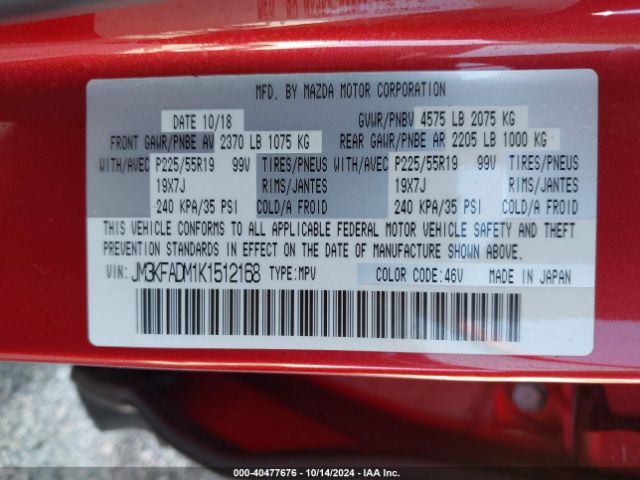 MFD. BY MAZDA MOTOR CORPORATION
DATE 10/18 GVWR/PNBV 4575 LB 2075 KG
FRONT GAWR/PNBE AV 2370 LB 1075 KG REAR GAWR/PNBE AR 2205 LB 1000 KG
WITH/AVEC P225/55R19 99V TIRES/PNEUS WITH/AVEC P225/55R19 99V TIRES/PNEUS
19X7J RIMS/JANTES 19X7J RIMS/JANTES
240 KPA/35 PSI COLD/A FROID 240 KPA/35 PSI COLD/A FROID
THIS VEHICLE CONFORMS TO ALL APPLICABLE FEDERAL MOTOR VEHICLE SAFETY AND THEFT
PREVENTION STANDARDS IN EFFECT ON THE DATE OF MANUFACTURE SHOWN ABOVE.
VIN: JM3KFADM1K1512168 TYPE:MPV COLOR CODE:46V MADE IN JAPAN
000-40477676 | 10/14/2024 | IAA Inc.